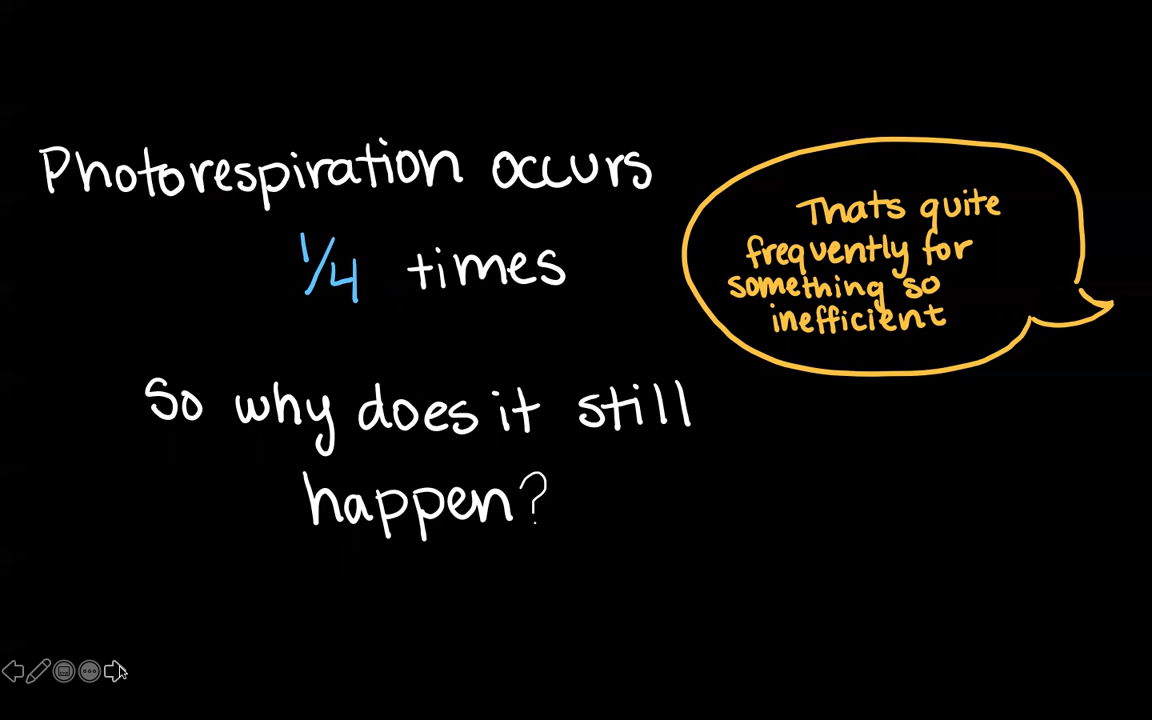 Photorespiration occurs
1/4 times
So why does it still
happen?
Thats quite
frequently for
something so
inefficient